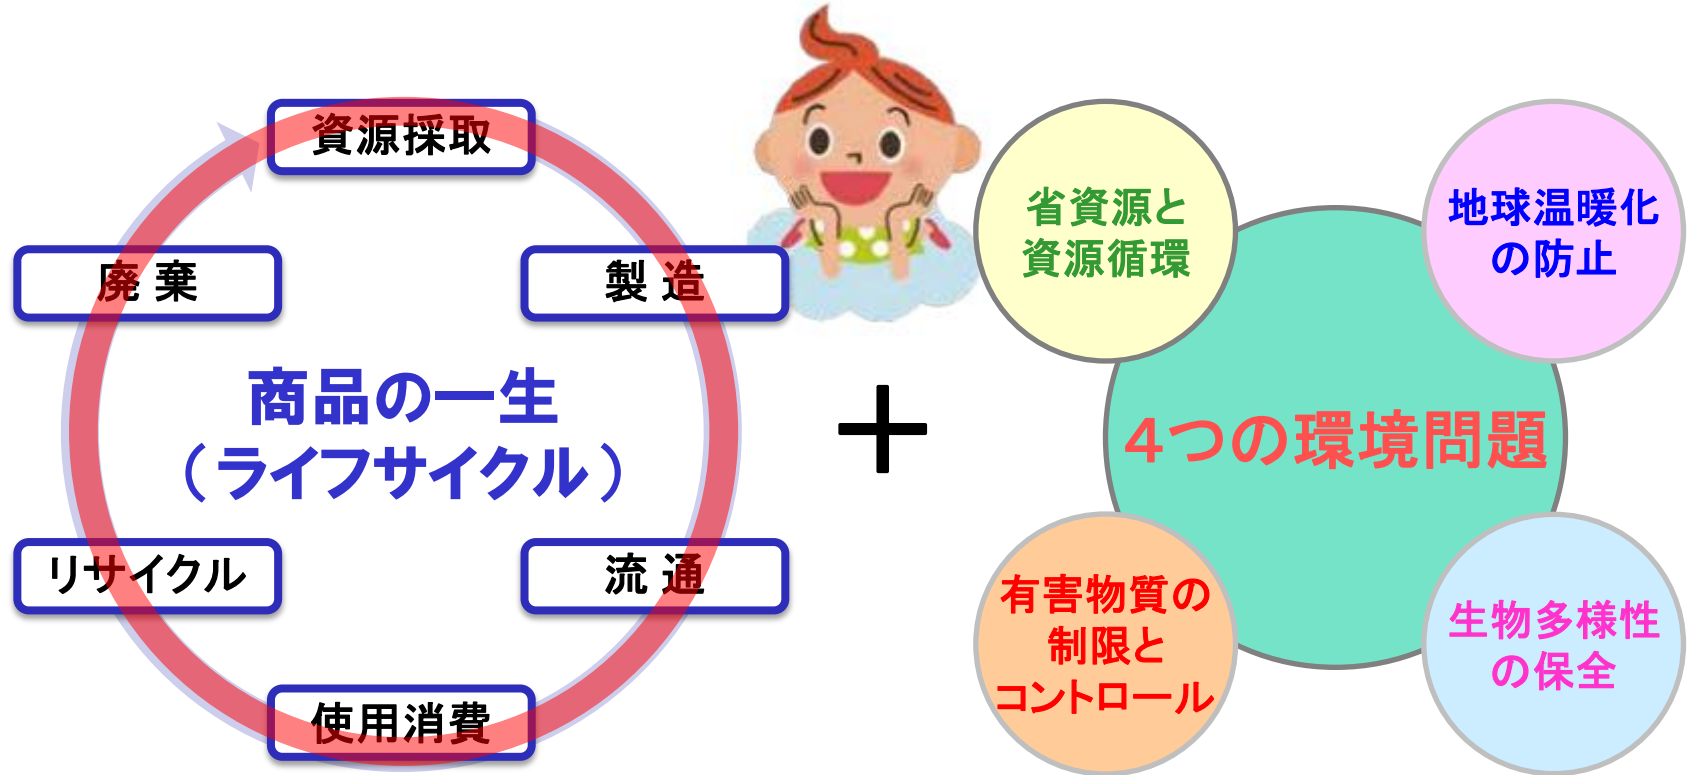 資源採取
廃 棄
製 造
商品の一生
（ライフサイクル）
リサイクル
流 通
使用消費
＋
省資源と
資源循環
地球温暖化
の防止
４つの環境問題
有害物質の
制限と
コントロール
生物多様性
の保全